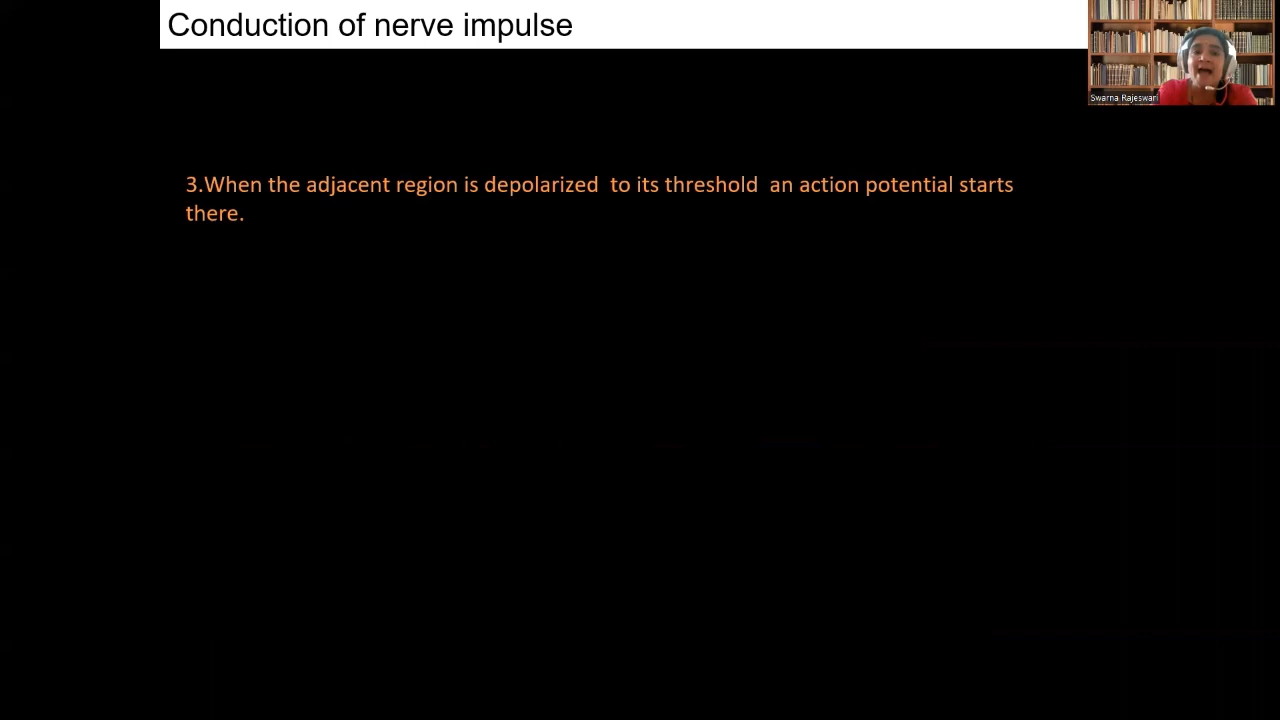 Conduction of nerve impulse
Swarna Rajeswari
3.When the adjacent region is depolarized  to its threshold  an action potential starts
there.